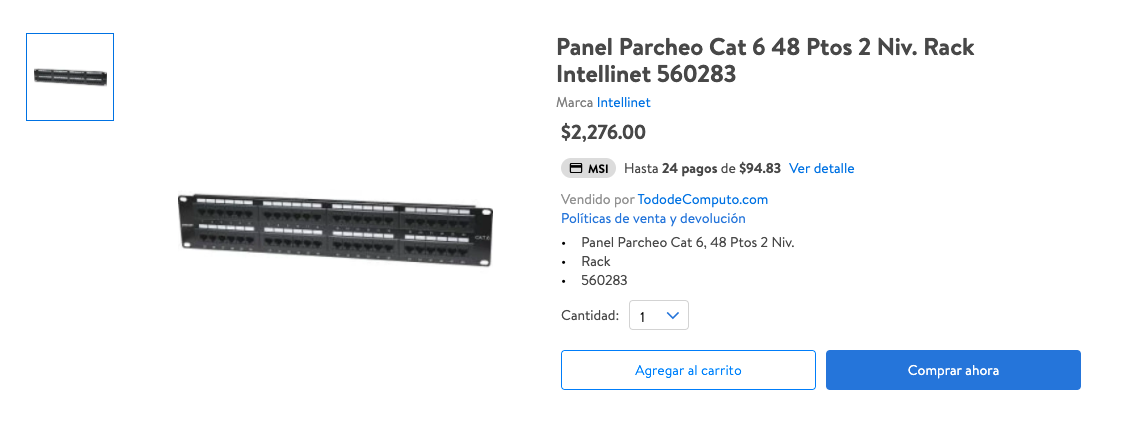 Panel Parcheo Cat 6 48 Ptos 2 Niv. Rack
Intellinet 560283
Marca Intellinet
$2,276.00
MSI Hasta 24 pagos de $94.83 Ver detalle
Vendido por TododeComputo.com
Políticas de venta y devolución
• Panel Parcheo Cat 6, 48 Ptos 2 Niv.
• Rack
• 560283
Cantidad: 1
Agregar al carrito
Comprar ahora